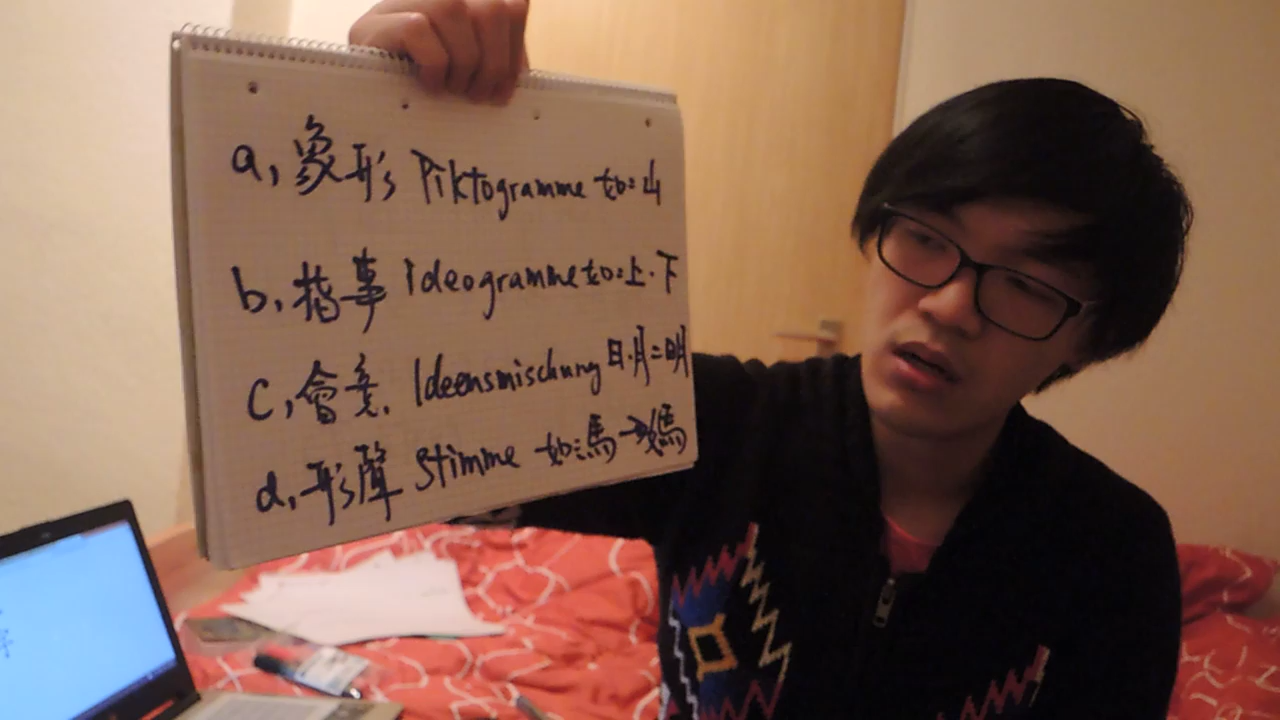 a, 象形 Piktogramme 如: 山
b, 指事 Ideogramme 如: 上·下
c, 會意. Ideensmischung 日·月=明
d, 形聲 Stimme 如: 馬→媽